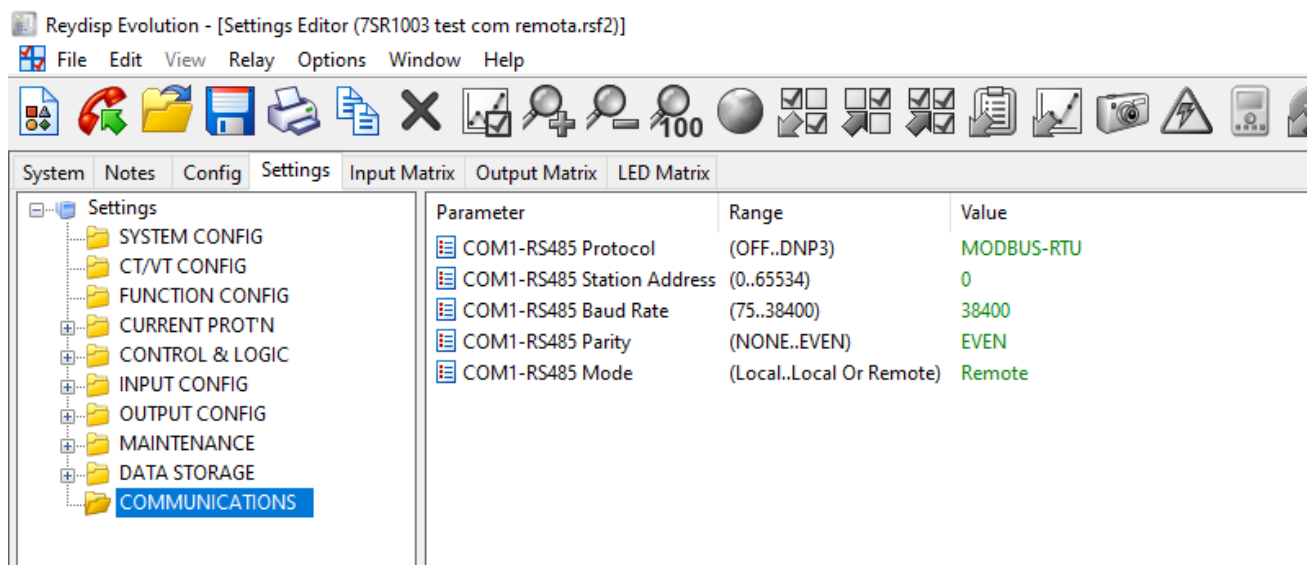 Reydisp Evolution - [Settings Editor (7SR1003 test com remota.rsf2)]
File Edit View Relay Options Window Help
100
System Notes Config Settings Input Matrix Output Matrix LED Matrix
Settings
SYSTEM CONFIG
CT/VT CONFIG
FUNCTION CONFIG
CURRENT PROT'N
CONTROL & LOGIC
INPUT CONFIG
OUTPUT CONFIG
MAINTENANCE
DATA STORAGE
COMMUNICATIONS
Parameter Range Value
COM1-RS485 Protocol (OFF..DNP3) MODBUS-RTU
COM1-RS485 Station Address (0..65534) 0
COM1-RS485 Baud Rate (75..38400) 38400
COM1-RS485 Parity (NONE..EVEN) EVEN
COM1-RS485 Mode (Local..Local Or Remote) Remote